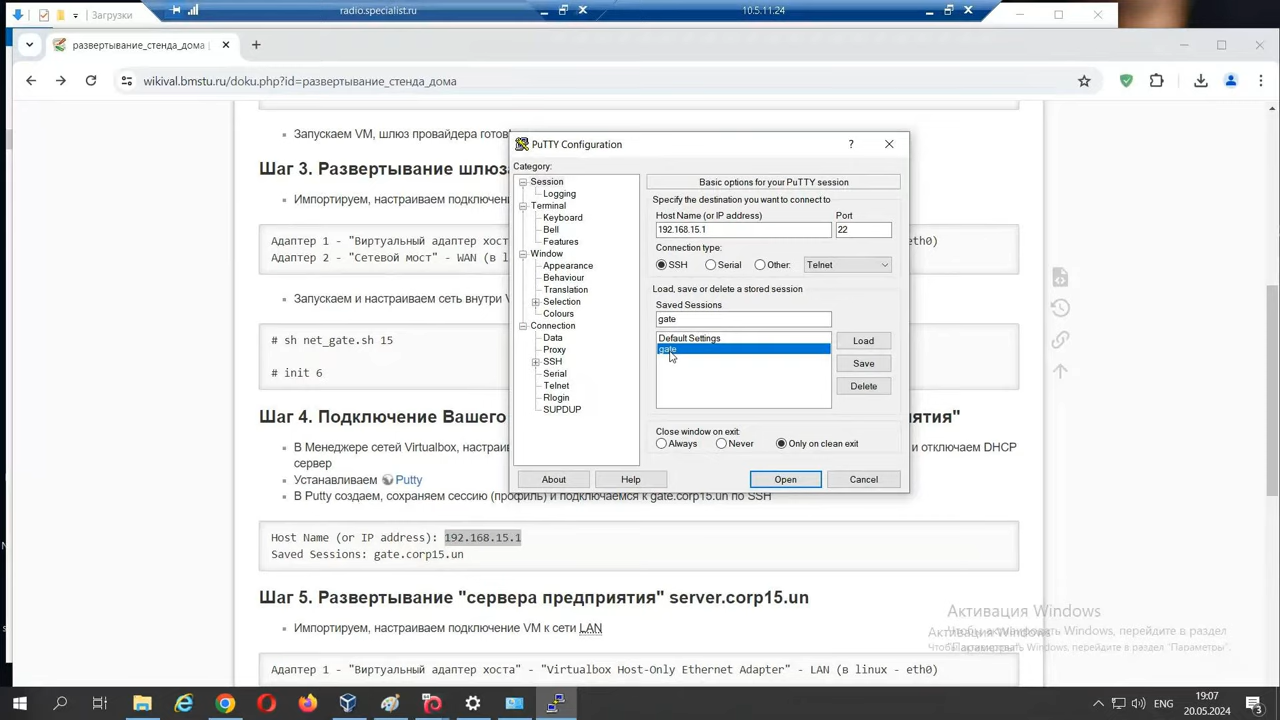 Загрузки
radio.specialist.ru
10.5.11.24
развертывание_стенда_дома
wikival.bmstu.ru/doku.php?id=развертывание_стенда_дома
Запускаем VM, шлюз провайдера готов
Шаг 3. Развертывание шлюз
Импортируем, настраиваем подключен
Адаптер 1 - "Виртуальный адаптер хост
Адаптер 2 - "Сетевой мост" - WAN (в l
Запускаем и настраиваем сеть внутри V
# sh net_gate.sh 15
# init 6
Шаг 4. Подключение Вашего
иятия"
В Менеджере сетей Virtualbox, настраи
и отключаем DHCP
сервер
Устанавливаем Putty
В Putty создаем, сохраняем сессию (профиль) и подключаемся к gate.corp15.un по SSH
Host Name (or IP address): 192.168.15.1
Saved Sessions: gate.corp15.un
Шаг 5. Развертывание "сервера предприятия" server.corp15.un
Импортируем, настраиваем подключение VM к сети LAN
Адаптер 1 - "Виртуальный адаптер хоста" - "Virtualbox Host-Only Ethernet Adapter" - LAN (в linux - eth0)
PuTTY Configuration
?
Category:
Session
Logging
Terminal
Keyboard
Bell
Features
Window
Appearance
Behaviour
Translation
Selection
Colours
Connection
Data
Proxy
SSH
Serial
Telnet
Rlogin
SUPDUP
Basic options for your PuTTY session
Specify the destination you want to connect to
Host Name (or IP address)
Port
192.168.15.1
22
Connection type:
SSH
Serial
Other:
Telnet
Load, save or delete a stored session
Saved Sessions
gate
Default Settings
gate
Load
Save
Delete
Close window on exit:
Always
Never
Only on clean exit
About
Help
Open
Cancel
eth0)
Активация Windows
Чтобы активировать Windows, перейдите в раздел
"Параметры".
ENG
19:07
20.05.2024
3